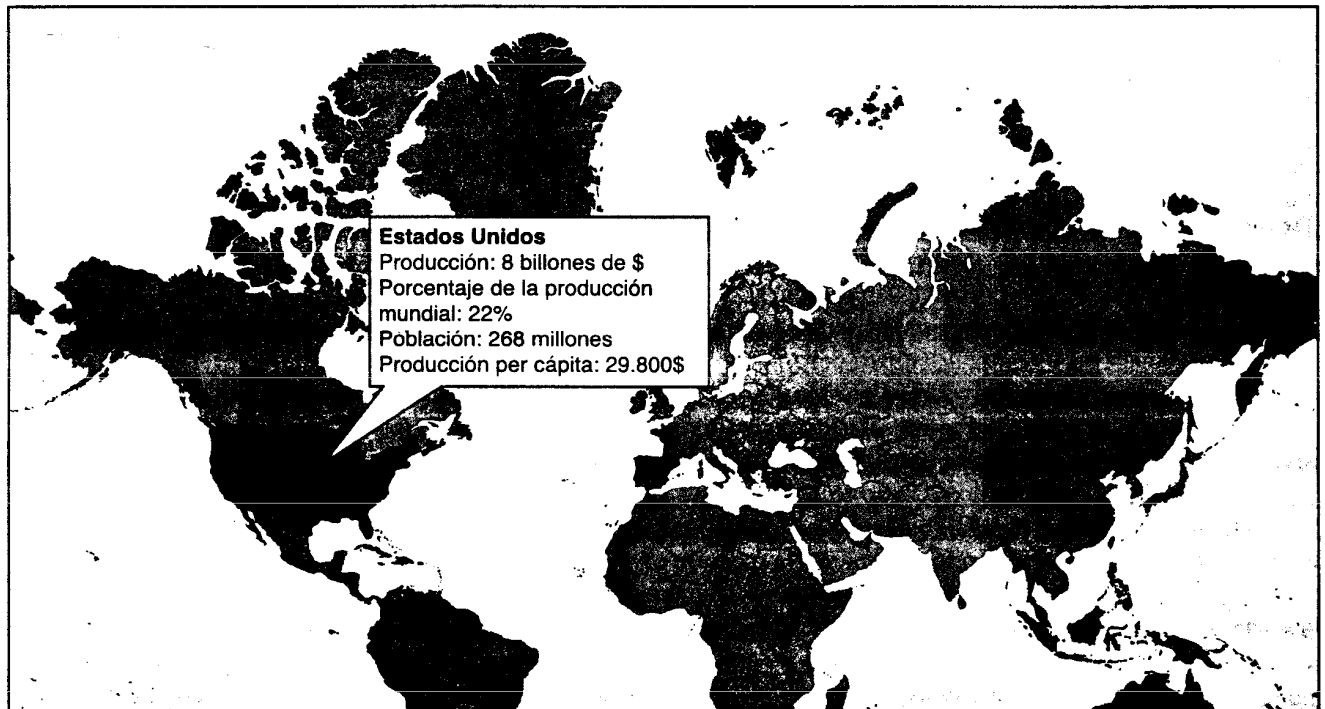 Estados Unidos
Producción: 8 billones de $
Porcentaje de la producción
mundial: 22%
Población: 268 millones
Producción per cápita: 29.800$